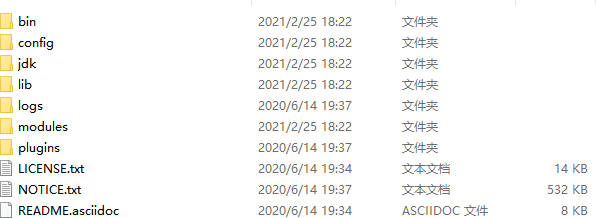 bin 2021/2/25 18:22 文件夹
config 2021/2/25 18:22 文件夹
jdk 2021/2/25 18:22 文件夹
lib 2021/2/25 18:22 文件夹
logs 2020/6/14 19:37 文件夹
modules 2021/2/25 18:22 文件夹
plugins 2020/6/14 19:37 文件夹
LICENSE.txt 2020/6/14 19:34 文本文档 14 KB
NOTICE.txt 2020/6/14 19:37 文本文档 532 KB
README.asciidoc 2020/6/14 19:34 ASCIIDOC 文件 8 KB